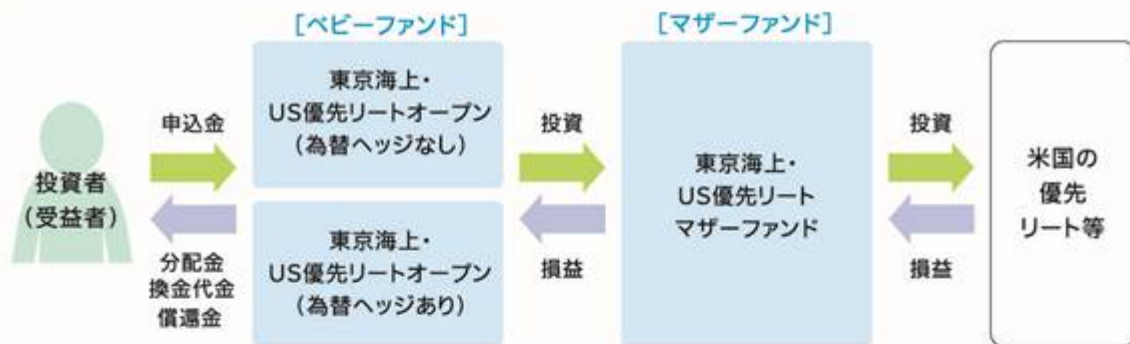 [ベビーファンド]
[マザーファンド]
投資者
(受益者)
申込金
分配金
換金代金
償還金
東京海上・
US優先リートオープン
(為替ヘッジなし)
東京海上・
US優先リートオープン
(為替ヘッジあり)
投資
損益
東京海上・
US優先リート
マザーファンド
投資
損益
米国の
優先
リート等